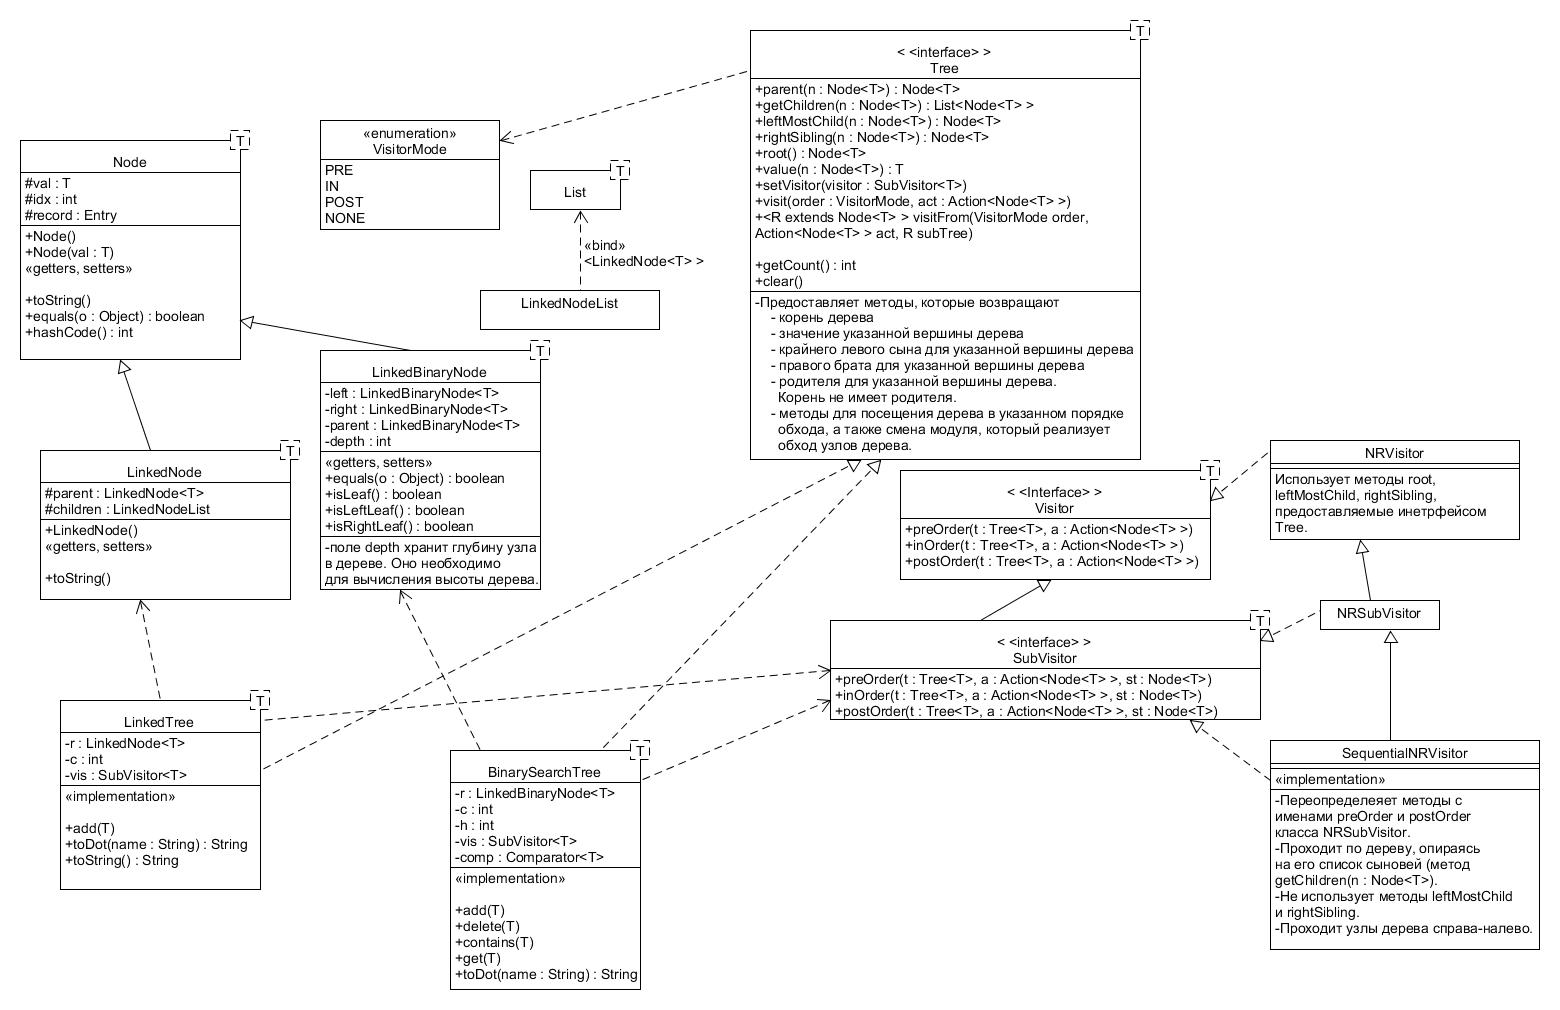 T
< <interface> >
Tree
+parent(n : Node<T>) : Node<T>
+getChildren(n : Node<T>) : List<Node<T> >
+leftMostChild(n : Node<T>) : Node<T>
+rightSibling(n : Node<T>) : Node<T>
+root() : Node<T>
+value(n : Node<T>) : T
+setVisitor(visitor : SubVisitor<T>)
+visit(order : VisitorMode, act : Action<Node<T> >)
+<R extends Node<T> > visitFrom(VisitorMode order,
Action<Node<T> > act, R subTree)
+getCount() : int
+clear()
-Предоставляет методы, которые возвращают
- корень дерева
- значение указанной вершины дерева
- крайнего левого сына для указанной вершины дерева
- правого брата для указанной вершины дерева
- родителя для указанной вершины дерева.
Корень не имеет родителя.
- методы для посещения дерева в указанном порядке
обхода, а также смена модуля, который реализует
обход узлов дерева.
«enumeration»
VisitorMode
PRE
IN
POST
NONE
T
List
«bind»
<LinkedNode<T> >
LinkedNodeList
T
Node
#val : T
#idx : int
#record : Entry
+Node()
+Node(val : T)
«getters, setters»
+toString()
+equals(o : Object) : boolean
+hashCode() : int
T
LinkedBinaryNode
-left : LinkedBinaryNode<T>
-right : LinkedBinaryNode<T>
-parent : LinkedBinaryNode<T>
-depth : int
«getters, setters»
+equals(o : Object) : boolean
+isLeaf() : boolean
+isLeftLeaf() : boolean
+isRightLeaf() : boolean
-поле depth хранит глубину узла
в дереве. Оно необходимо
для вычисления высоты дерева.
T
LinkedNode
#parent : LinkedNode<T>
#children : LinkedNodeList
+LinkedNode()
«getters, setters»
+toString()
T
< <Interface> >
Visitor
+preOrder(t : Tree<T>, a : Action<Node<T> >)
+inOrder(t : Tree<T>, a : Action<Node<T> >)
+postOrder(t : Tree<T>, a : Action<Node<T> >)
NRVisitor
Использует методы root,
leftMostChild, rightSibling,
предоставляемые инетрфейсом
Tree.
NRSubVisitor
T
< <interface> >
SubVisitor
+preOrder(t : Tree<T>, a : Action<Node<T> >, st : Node<T>)
+inOrder(t : Tree<T>, a : Action<Node<T> >, st : Node<T>)
+postOrder(t : Tree<T>, a : Action<Node<T> >, st : Node<T>)
T
LinkedTree
-r : LinkedNode<T>
-c : int
-vis : SubVisitor<T>
«implementation»
+add(T)
+toDot(name : String) : String
+toString() : String
T
BinarySearchTree
-r : LinkedBinaryNode<T>
-c : int
-h : int
-vis : SubVisitor<T>
-comp : Comparator<T>
«implementation»
+add(T)
+delete(T)
+contains(T)
+get(T)
+toDot(name : String) : String
SequentialNRVisitor
«implementation»
-Переопределеяет методы с
именами preOrder и postOrder
класса NRSubVisitor.
-Проходит по дереву, опираясь
на его список сыновей (метод
getChildren(n : Node<T>).
-Не использует методы leftMostChild
и rightSibling.
-Проходит узлы дерева справа-налево.